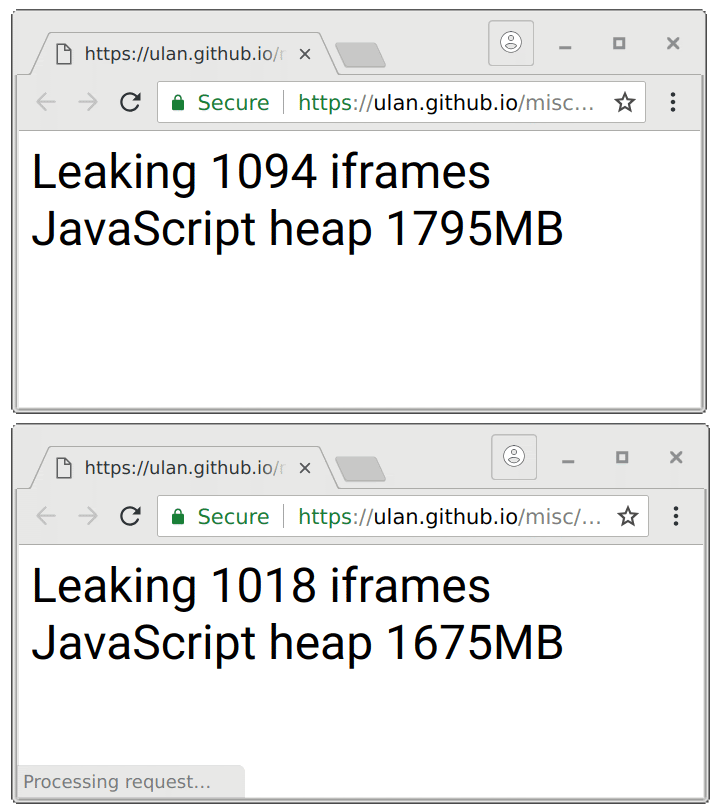 https://ulan.github.io/r
Secure https://ulan.github.io/misc...
Leaking 1094 iframes
JavaScript heap 1795MB
https://ulan.github.io/r
Secure https://ulan.github.io/misc/...
Leaking 1018 iframes
JavaScript heap 1675MB
Processing request...